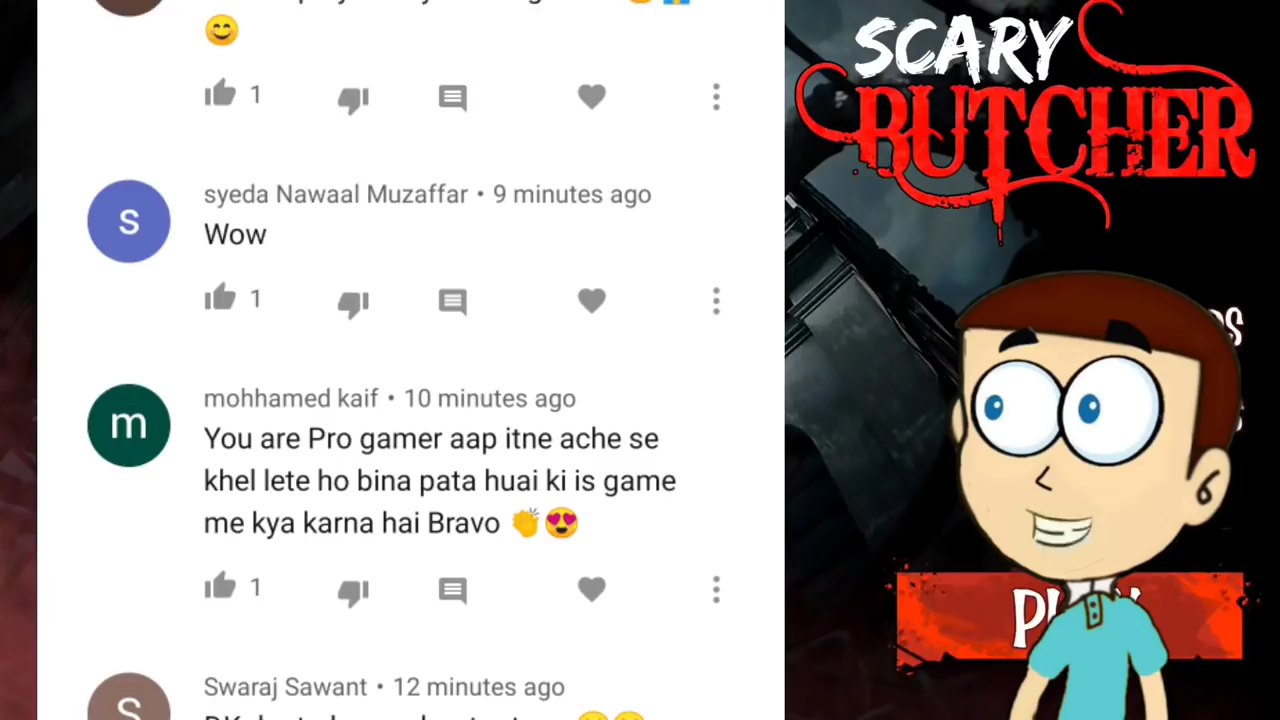 😊
1
syeda Nawaal Muzaffar • 9 minutes ago
Wow
1
mohhamed kaif • 10 minutes ago
You are Pro gamer aap itne ache se
khel lete ho bina pata huai ki is game
me kya karna hai Bravo 👏😍
1
Swaraj Sawant • 12 minutes ago
SCARY
BUTCHER